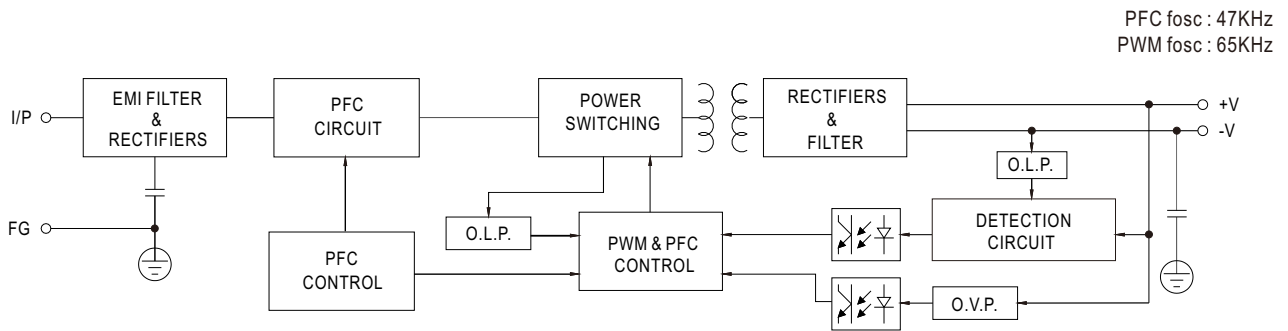 PFC fosc : 47KHz
PWM fosc : 65KHz
I/P
EMI FILTER
&
RECTIFIERS
PFC
CIRCUIT
POWER
SWITCHING
RECTIFIERS
&
FILTER
+V
-V
O.L.P.
FG
O.L.P.
PFC
CONTROL
PWM & PFC
CONTROL
DETECTION
CIRCUIT
O.V.P.